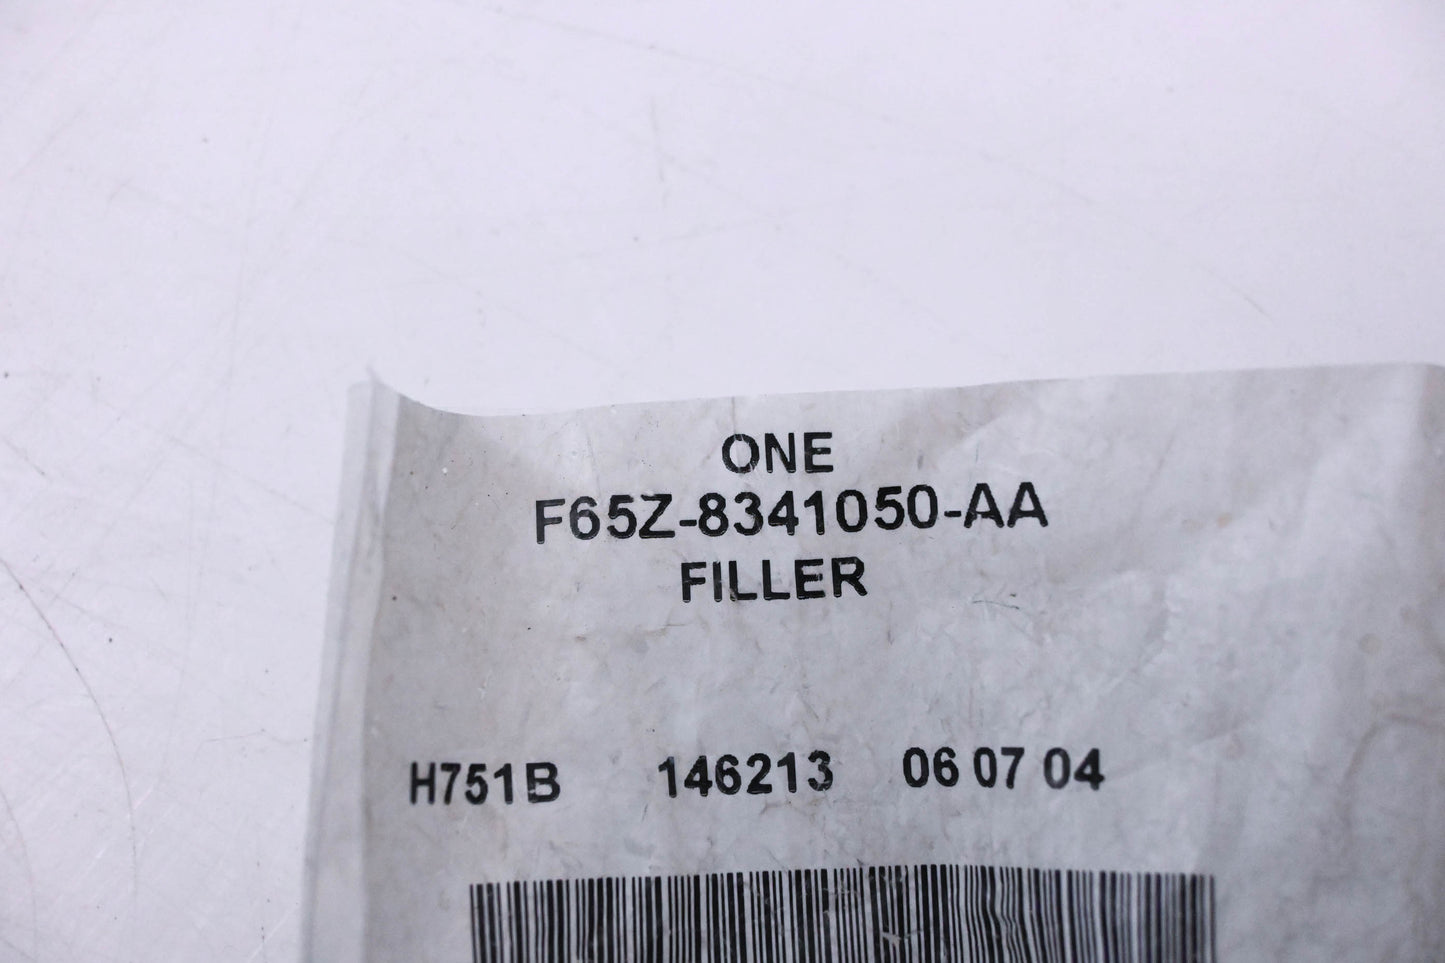 ONE
F65Z-8341050-AA
FILLER
H751B 146213 06 07 04